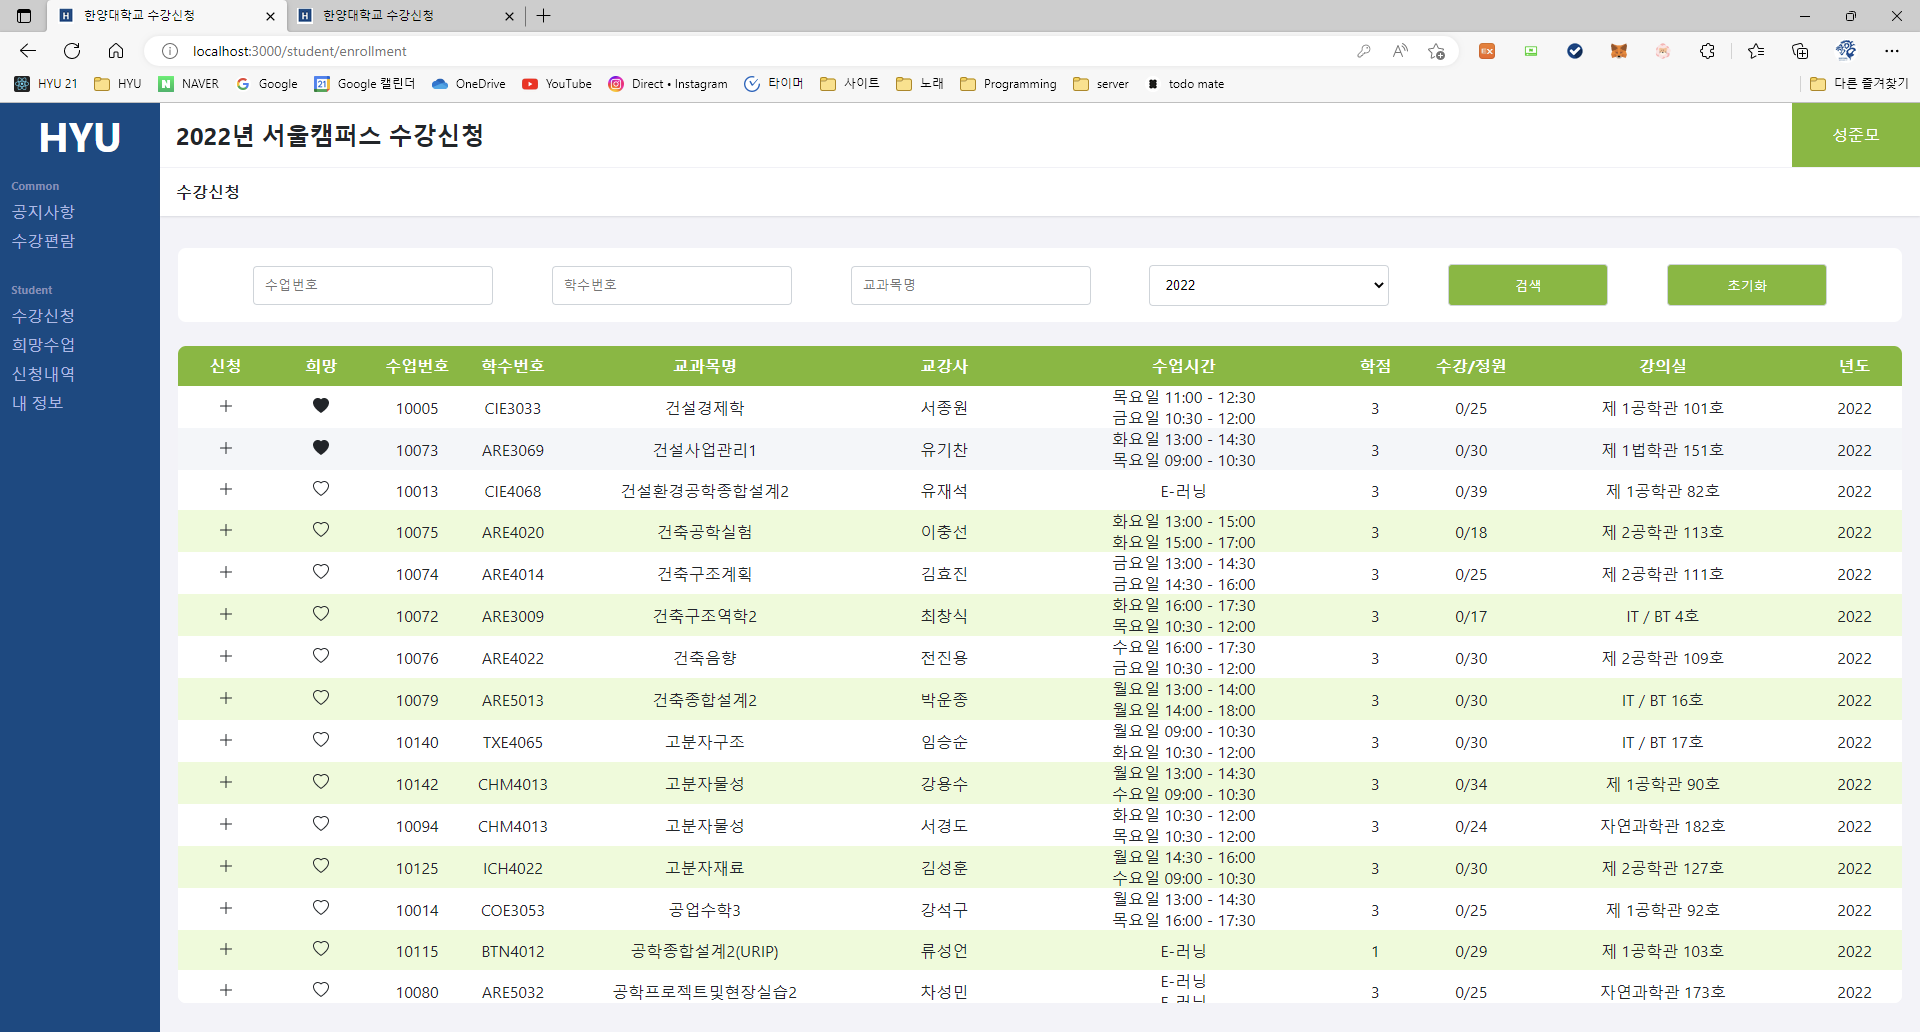 한양대학교 수강신청
한양대학교 수강신청
localhost:3000/student/enrollment
HYU 21
HYU
NAVER
Google
Google 캘린더
OneDrive
YouTube
Direct • Instagram
타이머
사이트
노래
Programming
server
todo mate
다른 즐겨찾기
HYU
2022년 서울캠퍼스 수강신청
성준모
수강신청
Common
공지사항
수강편람
Student
수강신청
희망수업
신청내역
내 정보
수업번호
학수번호
교과목명
2022
검색
초기화
신청 희망 수업번호 학수번호 교과목명 교강사 수업시간 학점 수강/정원 강의실 년도
10005 CIE3033 건설경제학 서종원 목요일 11:00 - 12:30 3 0/25 제 1공학관 101호 2022
금요일 10:30 - 12:00
10073 ARE3069 건설사업관리1 유기찬 화요일 13:00 - 14:30 3 0/30 제 1법학관 151호 2022
목요일 09:00 - 10:30
10013 CIE4068 건설환경공학종합설계2 유재석 E-러닝 3 0/39 제 1공학관 82호 2022
10075 ARE4020 건축공학실험 이중선 화요일 13:00 - 15:00 3 0/18 제 2공학관 113호 2022
화요일 15:00 - 17:00
10074 ARE4014 건축구조계획 김효진 금요일 13:00 - 14:30 3 0/25 제 2공학관 111호 2022
금요일 14:30 - 16:00
10072 ARE3009 건축구조역학2 최창식 화요일 16:00 - 17:30 3 0/17 IT / BT 4호 2022
목요일 10:30 - 12:00
10076 ARE4022 건축음향 전진용 수요일 16:00 - 17:30 3 0/30 제 2공학관 109호 2022
금요일 10:30 - 12:00
10079 ARE5013 건축종합설계2 박운종 월요일 13:00 - 14:00 3 0/30 IT / BT 16호 2022
월요일 14:00 - 18:00
10140 TXE4065 고분자구조 임승순 월요일 09:00 - 10:30 3 0/30 IT / BT 17호 2022
화요일 10:30 - 12:00
10142 CHM4013 고분자물성 강용수 월요일 13:00 - 14:30 3 0/34 제 1공학관 90호 2022
수요일 09:00 - 10:30
10094 CHM4013 고분자물성 서경도 화요일 10:30 - 12:00 3 0/24 자연과학관 182호 2022
목요일 10:30 - 12:00
10125 ICH4022 고분자재료 김성훈 월요일 14:30 - 16:00 3 0/30 제 2공학관 127호 2022
수요일 09:00 - 10:30
10014 COE3053 공업수학3 강석구 월요일 13:00 - 14:30 3 0/25 제 1공학관 92호 2022
목요일 16:00 - 17:30
10115 BTN4012 공학종합설계2(URIP) 류성언 E-러닝 1 0/29 제 1공학관 103호 2022
10080 ARE5032 공학프로젝트및현장실습2 차성민 E-러닝 3 0/25 자연과학관 173호 2022
E-러닝